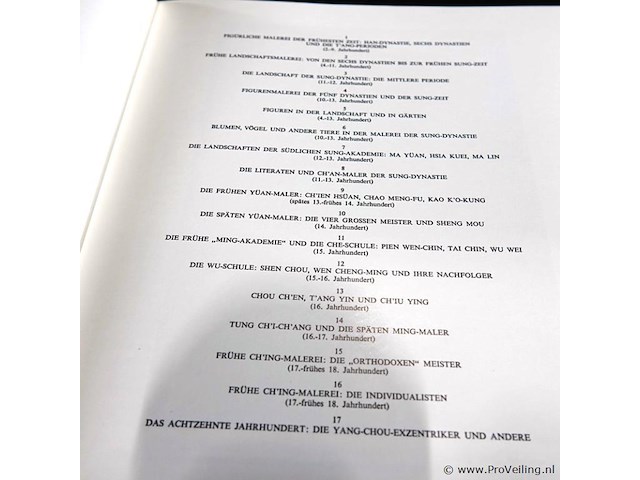 1
FIGÜRLICHE MALEREI DER FRÜHESTEN ZEIT: HAN-DYNASTIE, SECHS DYNASTIEN
UND DIE T'ANG-PERIODEN
(2.-9. Jahrhundert)
2
FRÜHE LANDSCHAFTSMALEREI: VON DEN SECHS DYNASTIEN BIS ZUR FRÜHEN SUNG-ZEIT
(4.-11. Jahrhundert)
3
DIE LANDSCHAFT DER SUNG-DYNASTIE: DIE MITTLERE PERIODE
(11.-12. Jahrhundert)
4
FIGURENMALEREI DER FÜNF DYNASTIEN UND DER SUNG-ZEIT
(10.-13. Jahrhundert)
5
FIGUREN IN DER LANDSCHAFT UND IN GÄRTEN
(4.-13. Jahrhundert)
6
BLUMEN, VÖGEL UND ANDERE TIERE IN DER MALEREI DER SUNG-DYNASTIE
(10.-13. Jahrhundert)
7
DIE LANDSCHAFTEN DER SÜDLICHEN SUNG-AKADEMIE: MA YÜAN, HSIA KUEI, MA LIN
(12.-13. Jahrhundert)
8
DIE LITERATEN UND CH'AN-MALER DER SUNG-DYNASTIE
(11.-13. Jahrhundert)
9
DIE FRÜHEN YÜAN-MALER: CH'IEN HSÜAN, CHAO MENG-FU, KAO K'O-KUNG
(spätes 13.-frühes 14. Jahrhundert)
10
DIE SPÄTEN YÜAN-MALER: DIE VIER GROSSEN MEISTER UND SHENG MOU
(14. Jahrhundert)
11
DIE FRÜHE „MING-AKADEMIE" UND DIE CHE-SCHULE: PIEN WEN-CHIN, TAI CHIN, WU WEI
(15. Jahrhundert)
12
DIE WU-SCHULE: SHEN CHOU, WEN CHENG-MING UND IHRE NACHFOLGER
(15.-16. Jahrhundert)
13
CHOU CH'EN, T'ANG YIN UND CH'IU YING
(16. Jahrhundert)
14
TUNG CH'I-CH'ANG UND DIE SPÄTEN MING-MALER
(16.-17. Jahrhundert)
15
FRÜHE CH'ING-MALEREI: DIE „ORTHODOXEN" MEISTER
(17.-frühes 18. Jahrhundert)
16
FRÜHE CH'ING-MALEREI: DIE INDIVIDUALISTEN
(17.-frühes 18. Jahrhundert)
17
DAS ACHTZEHNTE JAHRHUNDERT: DIE YANG-CHOU-EXZENTRIKER UND ANDERE
© www.ProVeiling.nl